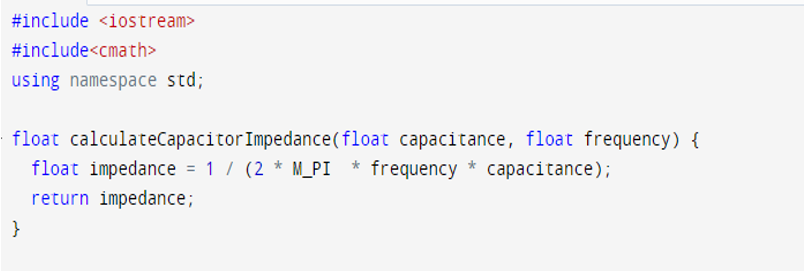 #include <iostream>
#include<cmath>
using namespace std;
float calculateCapacitorImpedance(float capacitance, float frequency) {
float impedance = 1 / (2 * M_PI  * frequency * capacitance);
return impedance;
}